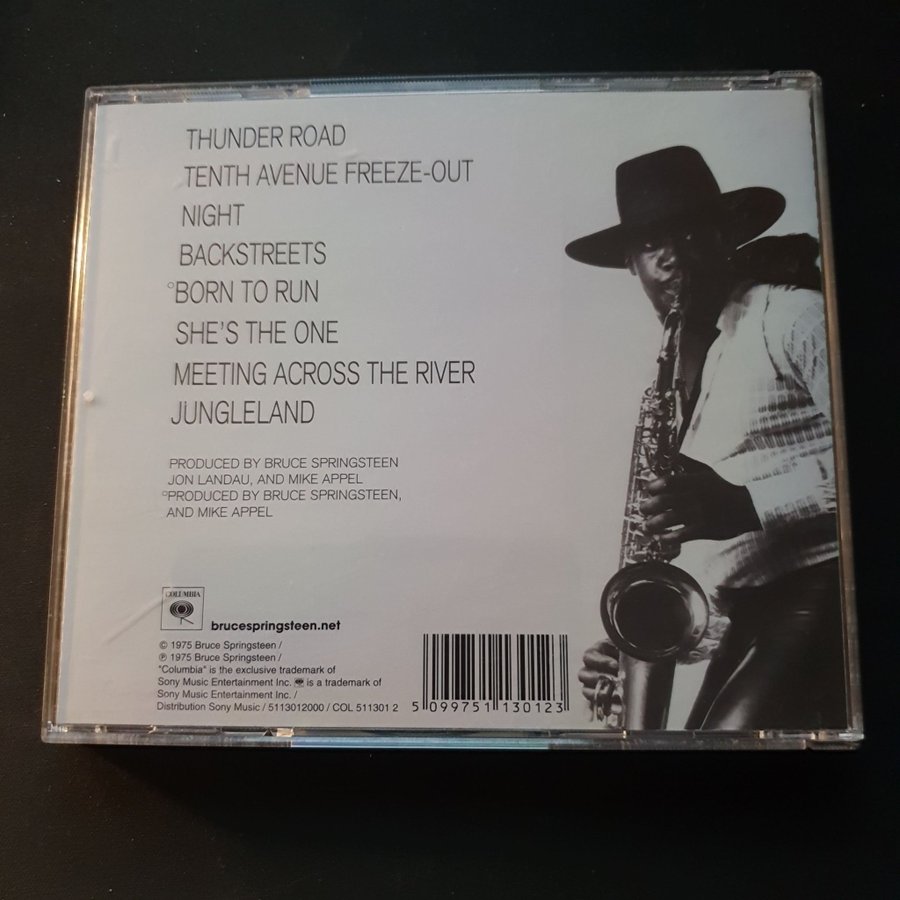 THUNDER ROAD
TENTH AVENUE FREEZE-OUT
NIGHT
BACKSTREETS
°BORN TO RUN
SHE'S THE ONE
MEETING ACROSS THE RIVER
JUNGLELAND
PRODUCED BY BRUCE SPRINGSTEEN
JON LANDAU, AND MIKE APPEL
°PRODUCED BY BRUCE SPRINGSTEEN,
AND MIKE APPEL
COLUMBIA
brucespringsteen.net
© 1975 Bruce Springsteen /
℗ 1975 Bruce Springsteen /
"Columbia" is the exclusive trademark of
Sony Music Entertainment Inc. is a trademark of
Sony Music Entertainment Inc. /
Distribution Sony Music / 5113012000 / COL 511301 2
5 099751 130123